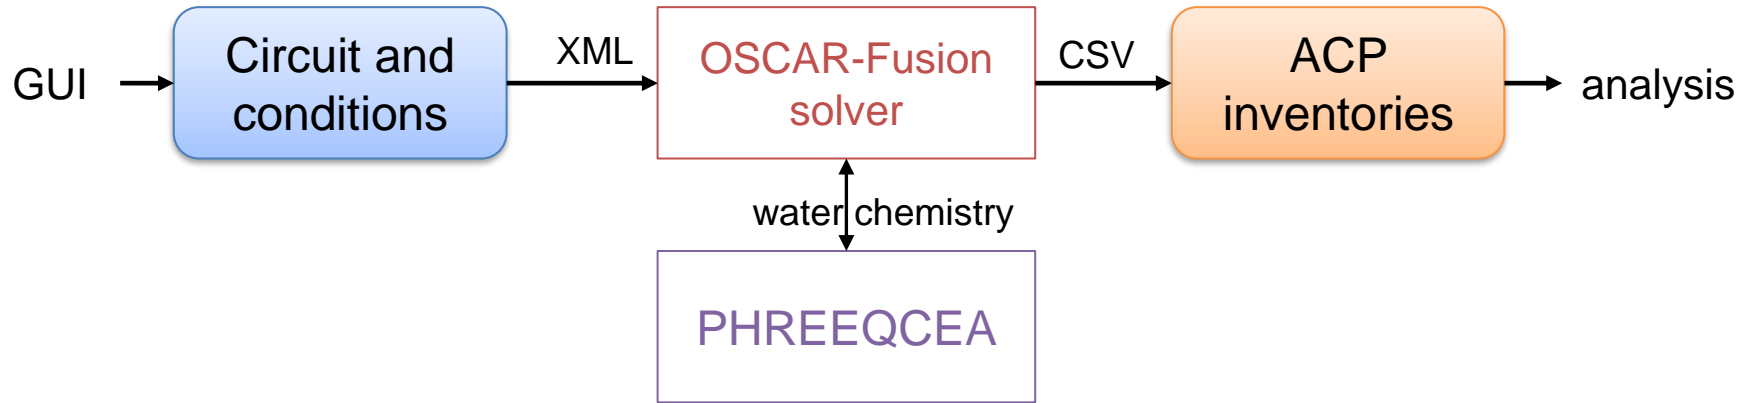 GUI
Circuit and
conditions
XML
OSCAR-Fusion
solver
CSV
ACP
inventories
analysis
water chemistry
PHREEQCEA